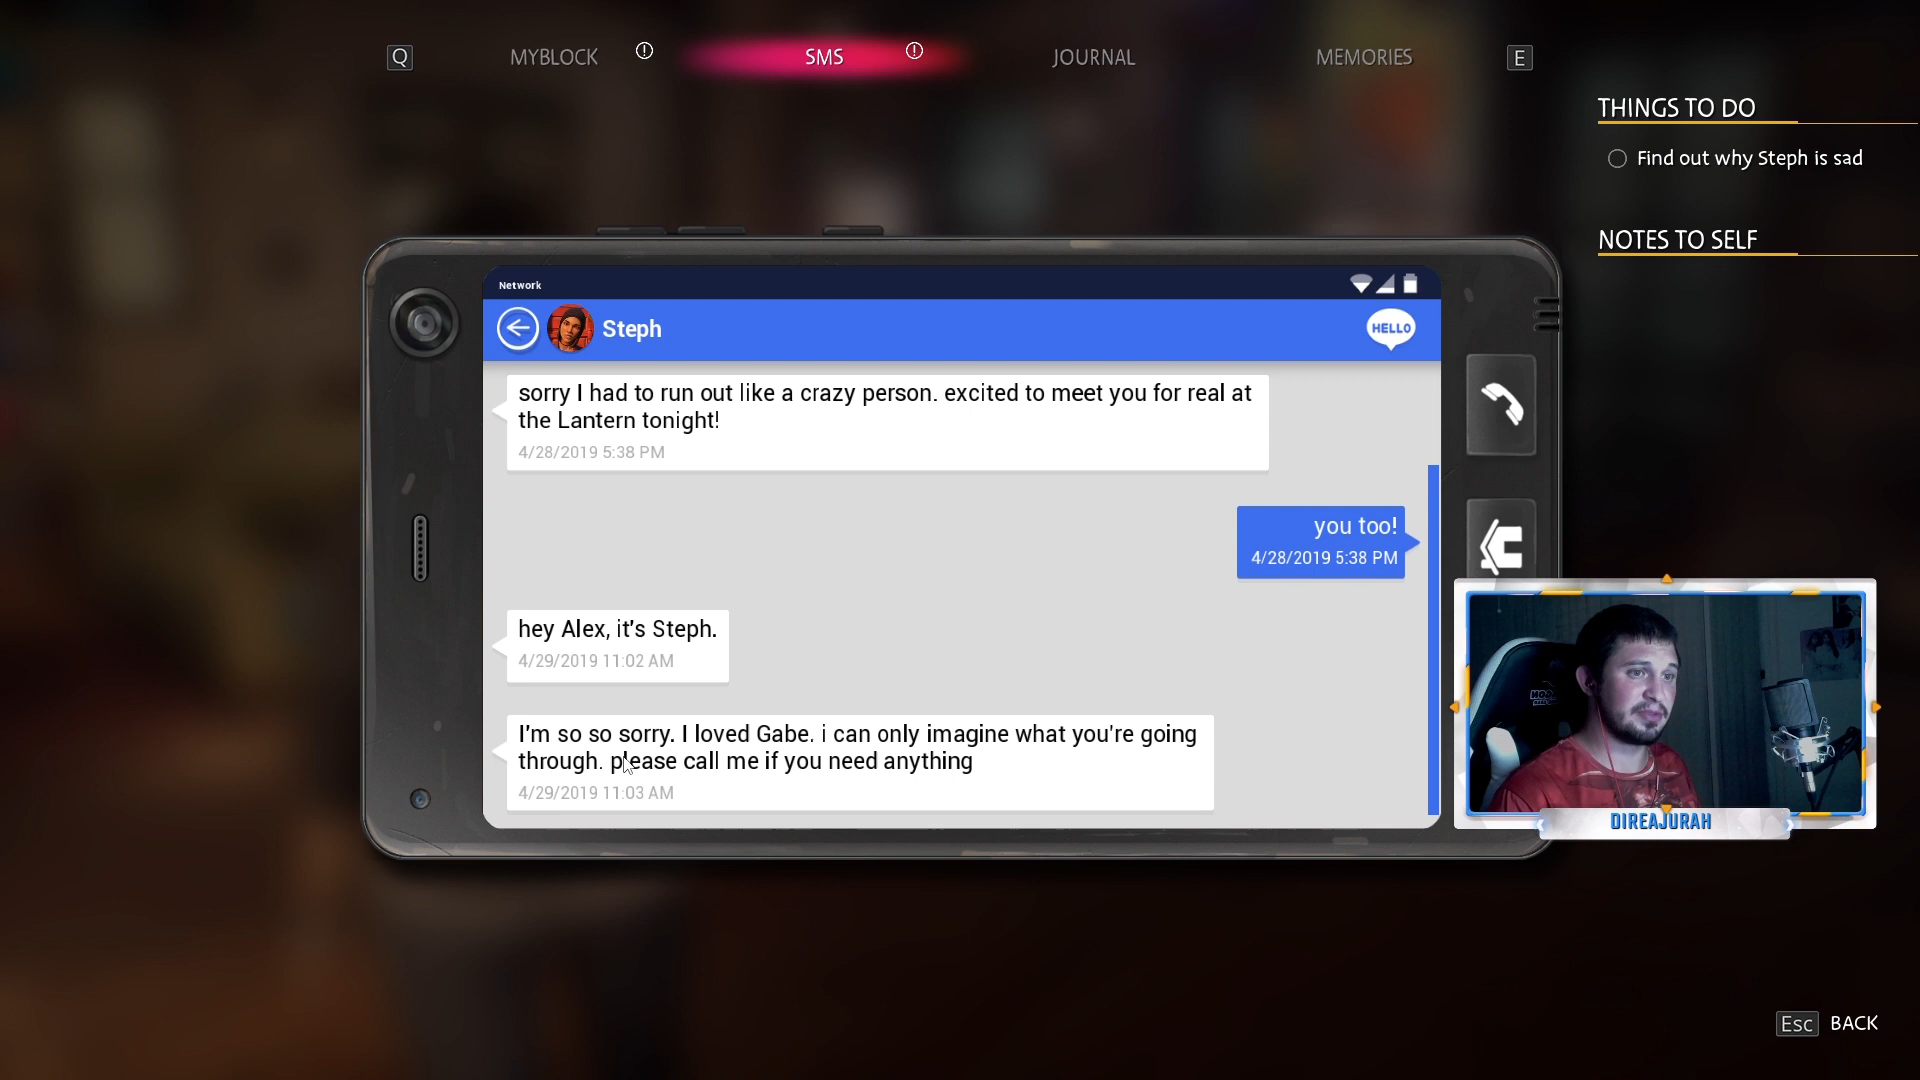 Q MYBLOCK SMS JOURNAL MEMORIES E
THINGS TO DO
Find out why Steph is sad
NOTES TO SELF
Network
Steph
HELLO
sorry I had to run out like a crazy person. excited to meet you for real at
the Lantern tonight!
4/28/2019 5:38 PM
you too!
4/28/2019 5:38 PM
hey Alex, it's Steph.
4/29/2019 11:02 AM
I'm so so sorry. I loved Gabe. i can only imagine what you're going
through. please call me if you need anything
4/29/2019 11:03 AM
DIREAJURAH
Esc BACK